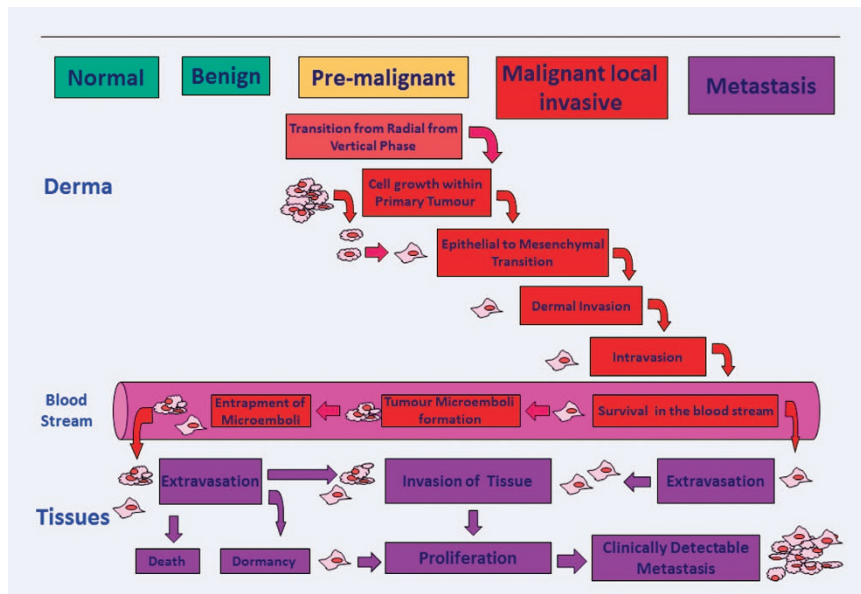 Normal
Benign
Pre-malignant
Malignant local
invasive
Metastasis
Transition from Radial from
Vertical Phase
Derma
Cell growth within
Primary Tumour
Epithelial to Mesenchymal
Transition
Dermal Invasion
Intravasion
Blood
Stream
Entrapment of
Microemboli
Tumour Microemboli
formation
Survival in the blood stream
Tissues
Extravasation
Invasion of Tissue
Extravasation
Death
Dormancy
Proliferation
Clinically Detectable
Metastasis